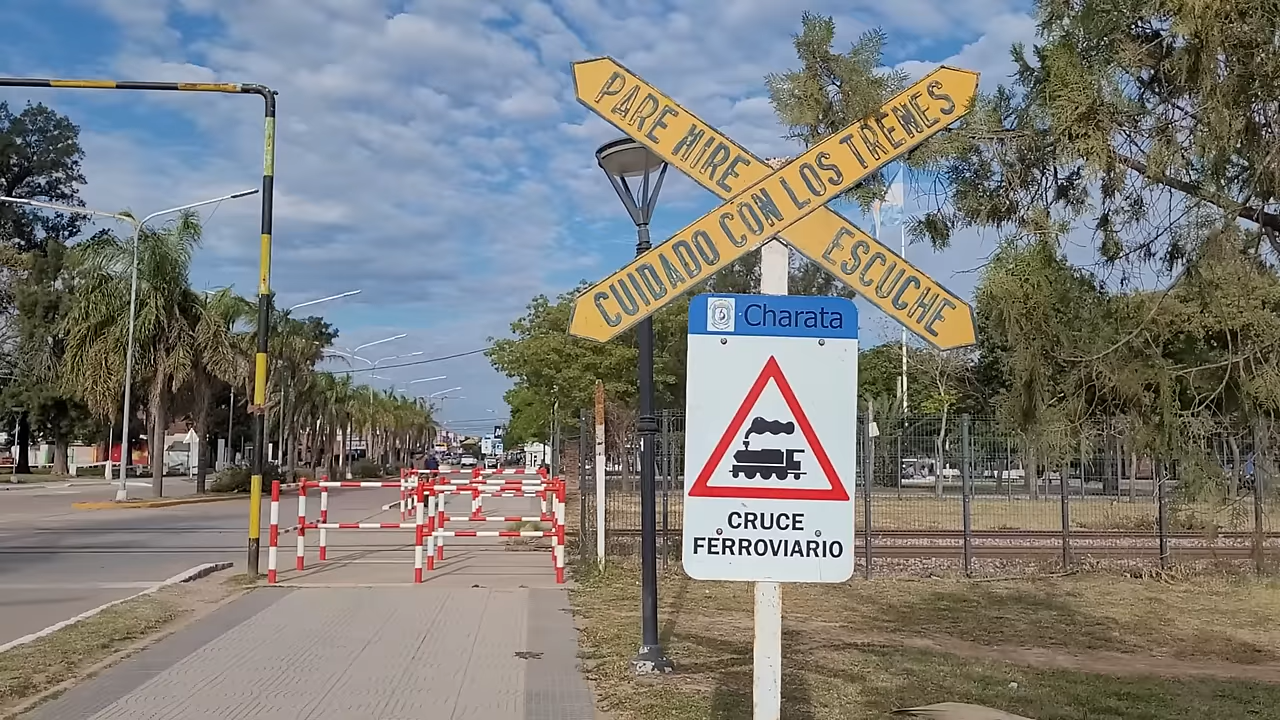 PARE MIRE ESCUCHE
CUIDADO CON LOS TRENES
Charata
CRUCE
FERROVIARIO